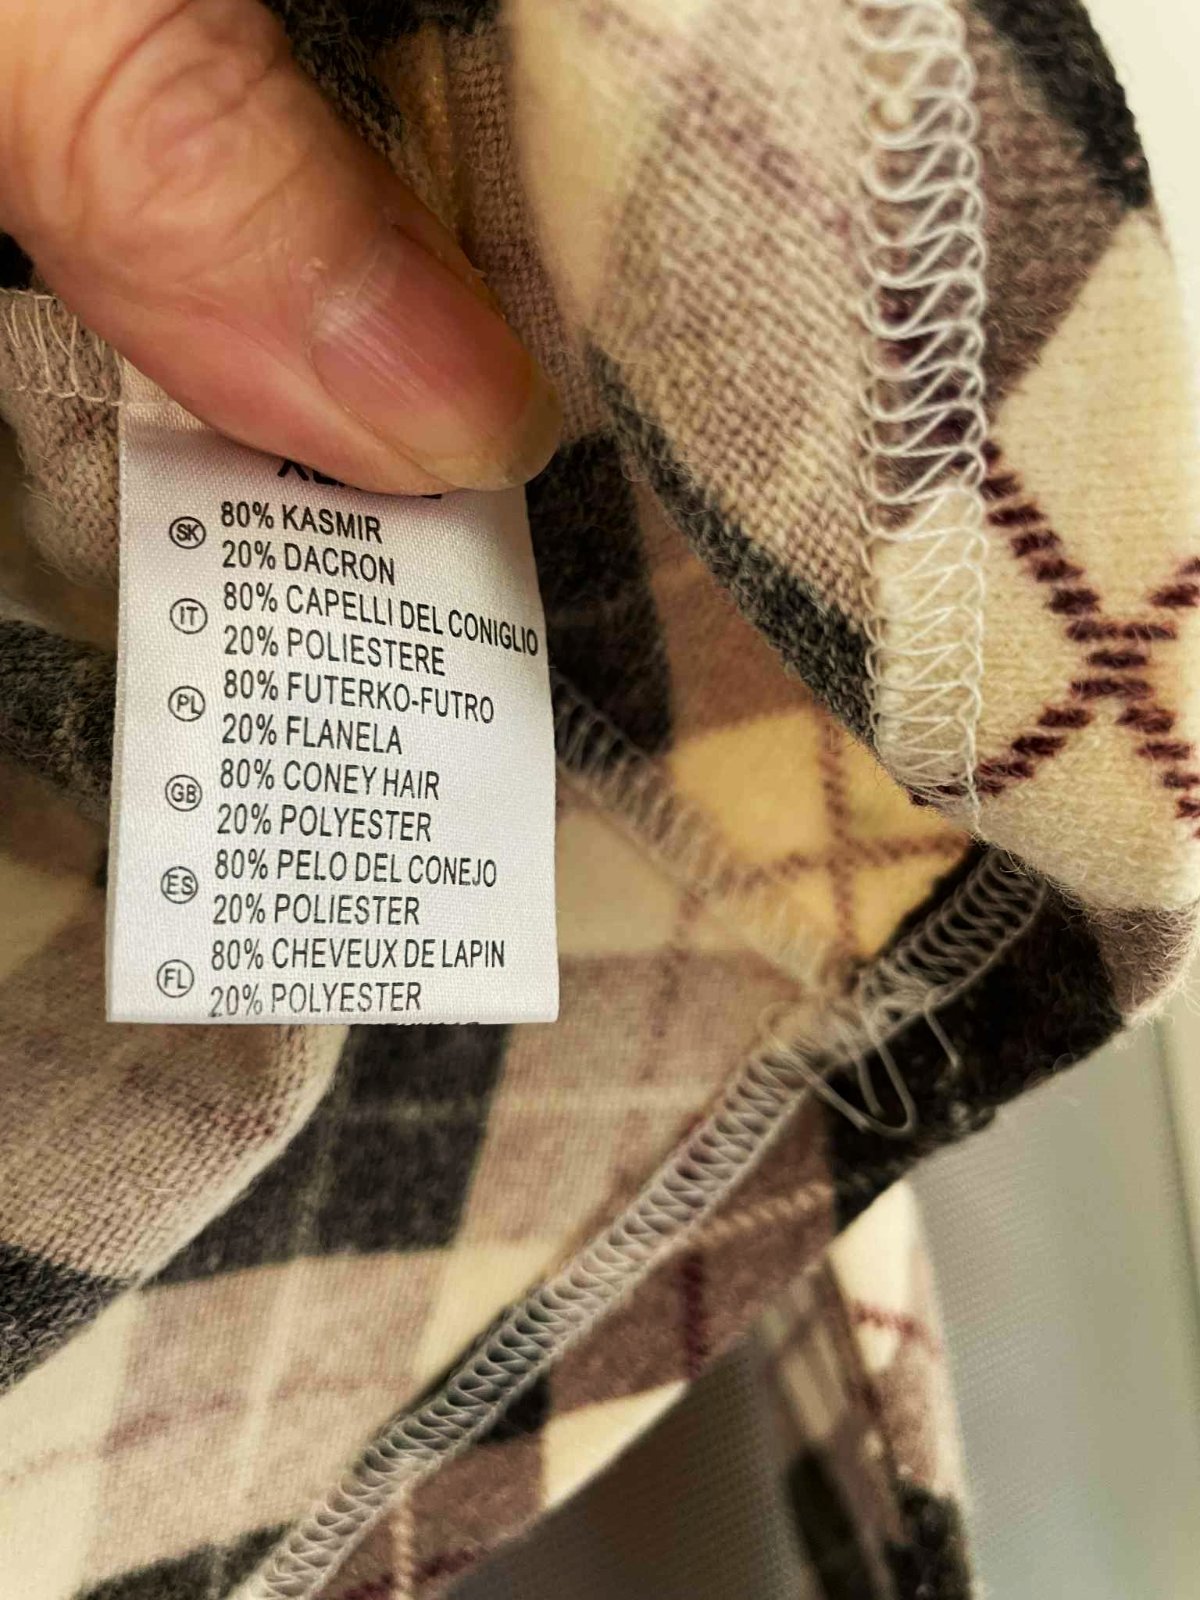 SK 80% KASMIR
20% DACRON
IT 80% CAPELLI DEL CONIGLIO
20% POLIESTERE
PL 80% FUTERKO-FUTRO
20% FLANELA
GB 80% CONEY HAIR
20% POLYESTER
ES 80% PELO DEL CONEJO
20% POLIESTER
FL 80% CHEVEUX DE LAPIN
20% POLYESTER